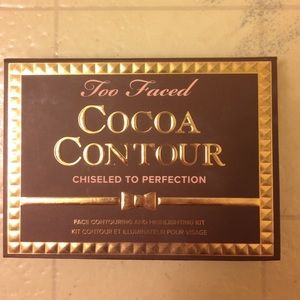 Too Faced
COCOA
CONTOUR
CHISELED TO PERFECTION
FACE CONTOURING AND HIGHLIGHTING KIT
KIT CONTOUR ET ILLUMINATEUR POUR VISAGE